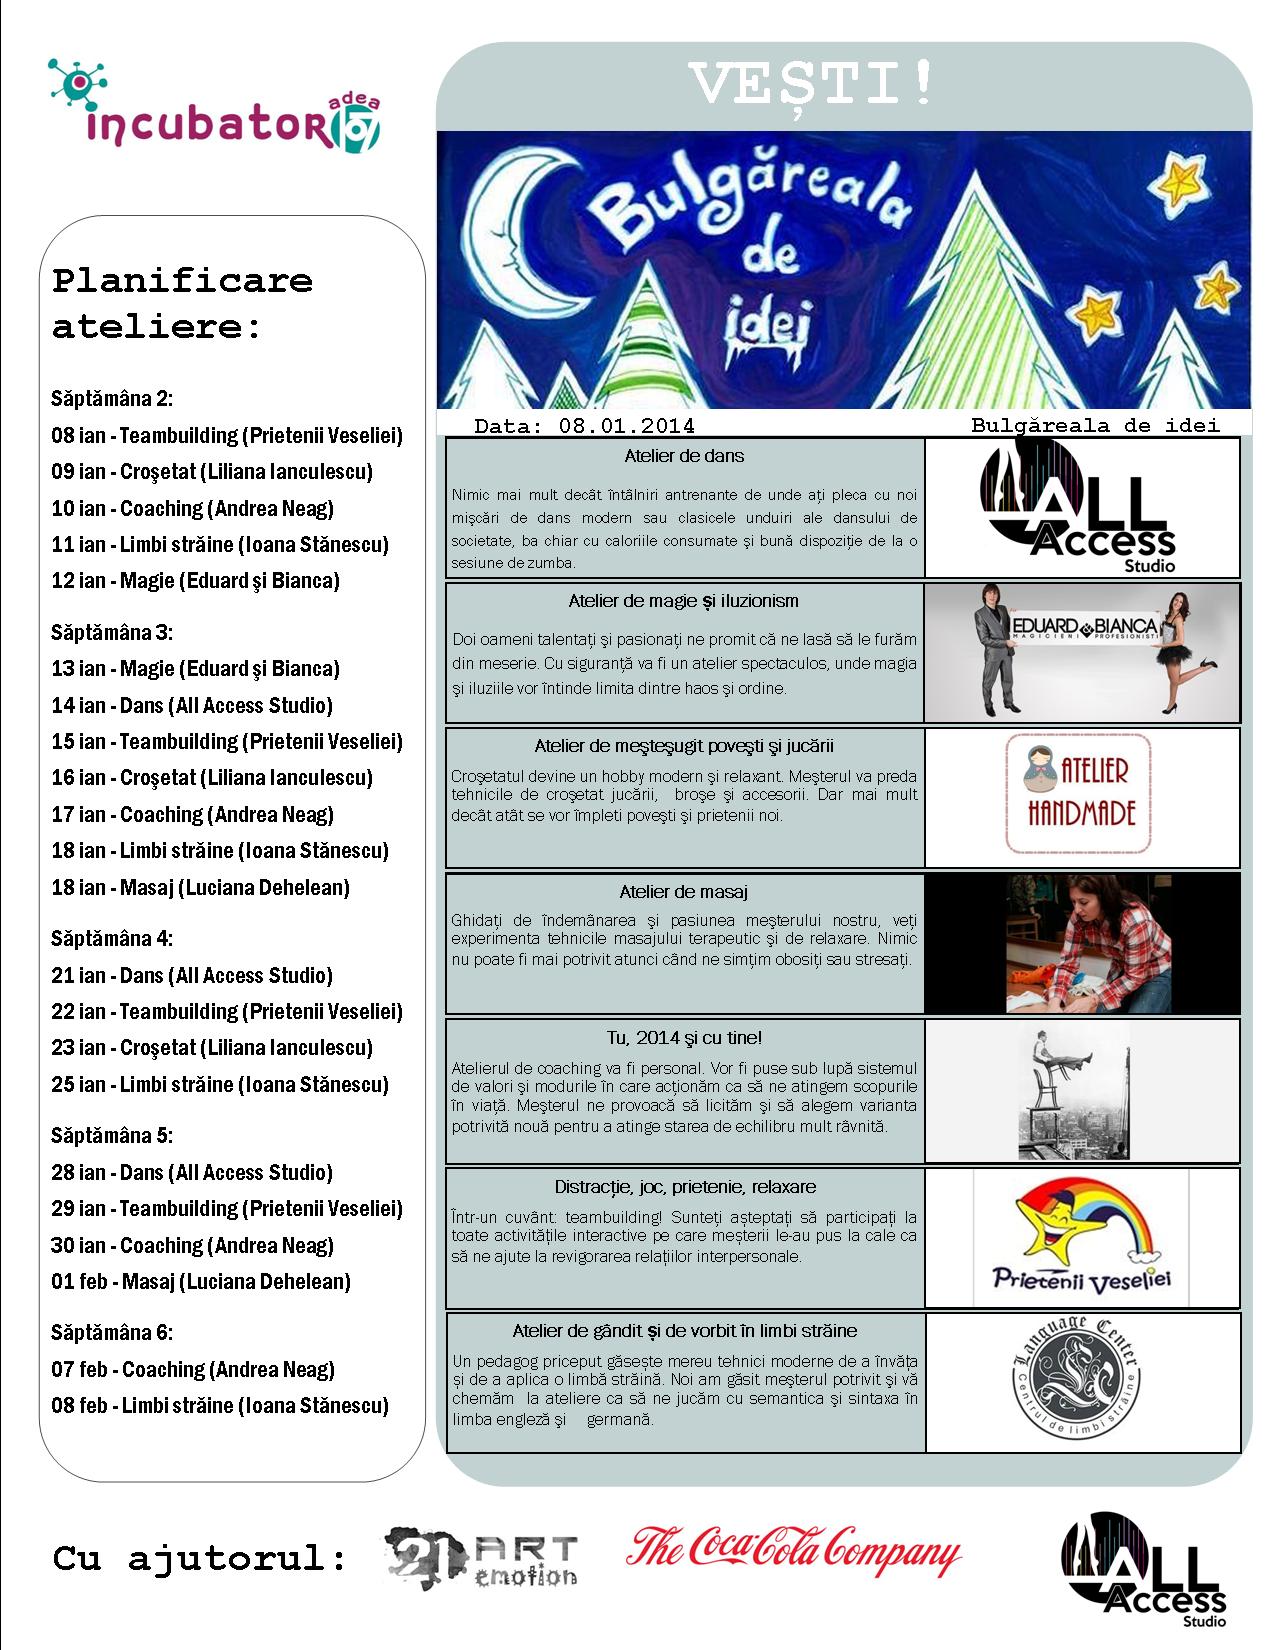 incubator adea 107
VEȘTI!
Bulgăreala
de
idei
Data: 08.01.2014
Bulgăreala de idei
Planificare
ateliere:
Săptămâna 2:
08 ian - Teambuilding (Prietenii Veseliei)
09 ian - Croşetat (Liliana Ianculescu)
10 ian - Coaching (Andrea Neag)
11 ian - Limbi străine (Ioana Stănescu)
12 ian - Magie (Eduard şi Bianca)
Săptămâna 3:
13 ian - Magie (Eduard şi Bianca)
14 ian - Dans (All Access Studio)
15 ian - Teambuilding (Prietenii Veseliei)
16 ian - Croşetat (Liliana Ianculescu)
17 ian - Coaching (Andrea Neag)
18 ian - Limbi străine (Ioana Stănescu)
18 ian - Masaj (Luciana Dehelean)
Săptămâna 4:
21 ian - Dans (All Access Studio)
22 ian - Teambuilding (Prietenii Veseliei)
23 ian - Croşetat (Liliana Ianculescu)
25 ian - Limbi străine (Ioana Stănescu)
Săptămâna 5:
28 ian - Dans (All Access Studio)
29 ian - Teambuilding (Prietenii Veseliei)
30 ian - Coaching (Andrea Neag)
01 feb - Masaj (Luciana Dehelean)
Săptămâna 6:
07 feb - Coaching (Andrea Neag)
08 feb - Limbi străine (Ioana Stănescu)
Atelier de dans
Nimic mai mult decât întâlniri antrenante de unde aţi pleca cu noi
mişcări de dans modern sau clasicele unduiri ale dansului de
societate, ba chiar cu caloriile consumate şi bună dispoziţie de la o
sesiune de zumba.
ALL
Access
Studio
Atelier de magie și iluzionism
Doi oameni talentaţi şi pasionaţi ne promit că ne lasă să le furăm
din meserie. Cu siguranţă va fi un atelier spectaculos, unde magia
şi iluziile vor întinde limita dintre haos şi ordine.
EDUARD & BIANCA
MAGICIENI PROFESIONISTI
Atelier de meşteşugit poveşti şi jucării
Croşetatul devine un hobby modern şi relaxant. Meşterul va preda
tehnicile de croşetat jucării, broşe şi accesorii. Dar mai mult
decât atât se vor împleti poveşti şi prietenii noi.
ATELIER
HANDMADE
Atelier de masaj
Ghidaţi de îndemânarea şi pasiunea meşterului nostru, veţi
experimenta tehnicile masajului terapeutic şi de relaxare. Nimic
nu poate fi mai potrivit atunci când ne simţim obosiţi sau stresaţi.
Tu, 2014 şi cu tine!
Atelierul de coaching va fi personal. Vor fi puse sub lupă sistemul
de valori şi modurile în care acţionăm ca să ne atingem scopurile
în viaţă. Meşterul ne provoacă să licităm şi să alegem varianta
potrivită nouă pentru a atinge starea de echilibru mult râvnită.
Distracţie, joc, prietenie, relaxare
Într-un cuvânt: teambuilding! Sunteți așteptați să participați la
toate activitățile interactive pe care meșterii le-au pus la cale ca
să ne ajute la revigorarea relațiilor interpersonale.
Prietenii Veseliei
Atelier de gândit și de vorbit în limbi străine
Un pedagog priceput găsește mereu tehnici moderne de a învăța
și de a aplica o limbă străină. Noi am găsit meşterul potrivit şi vă
chemăm la ateliere ca să ne jucăm cu semantica şi sintaxa în
limba engleză şi germană.
Language Center
Centrul de limbi străine
Cu ajutorul:
21 ART
emotion
The Coca-Cola Company
ALL
Access
Studio